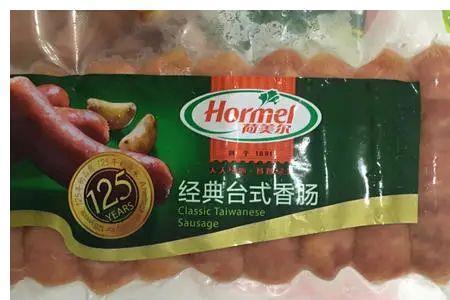 Hormel
荷美尔
125
YEARS
经典台式香肠
Classic Taiwanese
Sausage